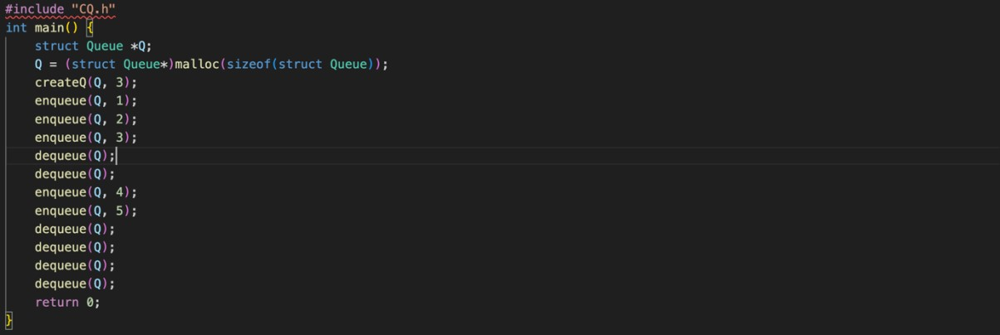 #include "CQ.h"
int main() {
    struct Queue *Q;
    Q = (struct Queue*)malloc(sizeof(struct Queue));
    createQ(Q, 3);
    enqueue(Q, 1);
    enqueue(Q, 2);
    enqueue(Q, 3);
    dequeue(Q);
    dequeue(Q);
    enqueue(Q, 4);
    enqueue(Q, 5);
    dequeue(Q);
    dequeue(Q);
    dequeue(Q);
    dequeue(Q);
    return 0;
}